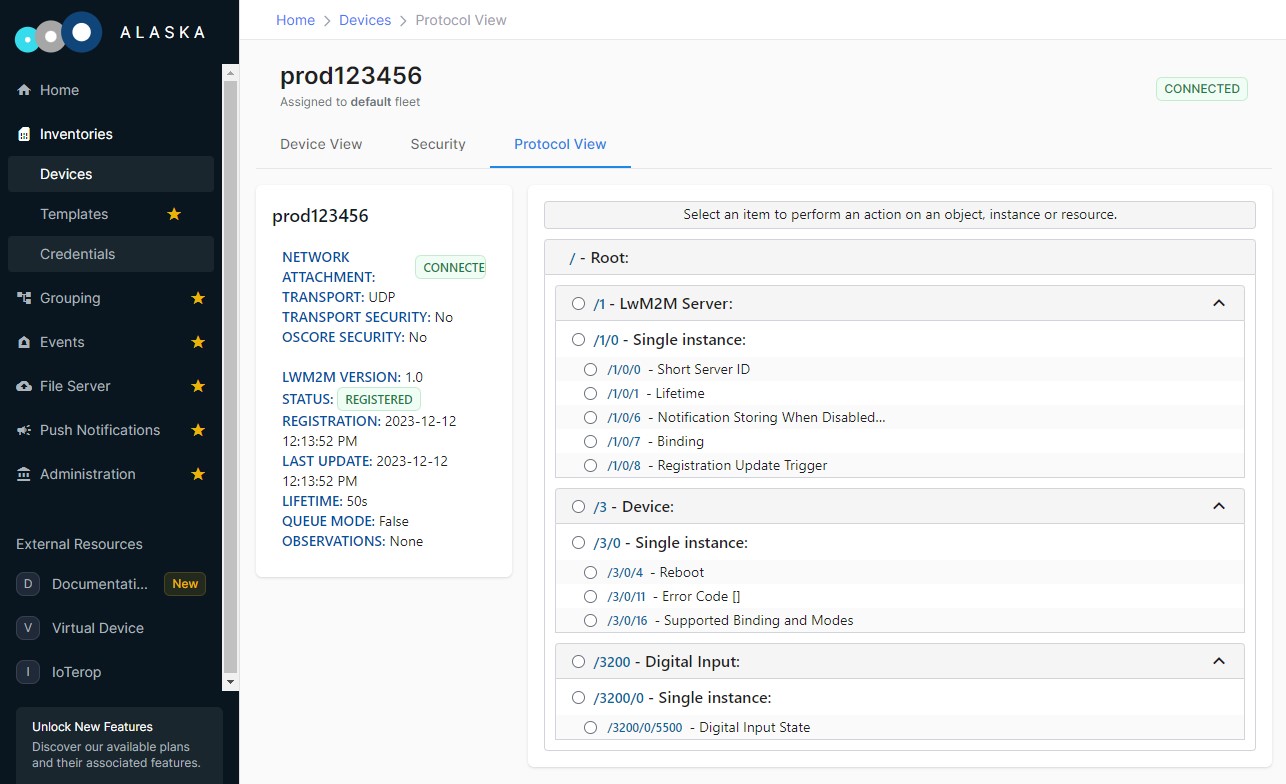 ALASKA
Home
Inventories
Devices
Templates
Credentials
Grouping
Events
File Server
Push Notifications
Administration
External Resources
D Documentati... New
V Virtual Device
I IoTerop
Unlock New Features
Discover our available plans
and their associated features.
Home > Devices > Protocol View
prod123456
Assigned to default fleet
CONNECTED
Device View Security Protocol View
prod123456
NETWORK
ATTACHMENT: CONNECTE
TRANSPORT: UDP
TRANSPORT SECURITY: No
OSCORE SECURITY: No
LWM2M VERSION: 1.0
STATUS: REGISTERED
REGISTRATION: 2023-12-12
12:13:52 PM
LAST UPDATE: 2023-12-12
12:13:52 PM
LIFETIME: 50s
QUEUE MODE: False
OBSERVATIONS: None
Select an item to perform an action on an object, instance or resource.
/ - Root:
/1 - LwM2M Server:
/1/0 - Single instance:
/1/0/0 - Short Server ID
/1/0/1 - Lifetime
/1/0/6 - Notification Storing When Disabled...
/1/0/7 - Binding
/1/0/8 - Registration Update Trigger
/3 - Device:
/3/0 - Single instance:
/3/0/4 - Reboot
/3/0/11 - Error Code []
/3/0/16 - Supported Binding and Modes
/3200 - Digital Input:
/3200/0 - Single instance:
/3200/0/5500 - Digital Input State